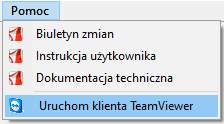 Pomoc
Biuletyn zmian
Instrukcja użytkownika
Dokumentacja techniczna
Uruchom klienta TeamViewer